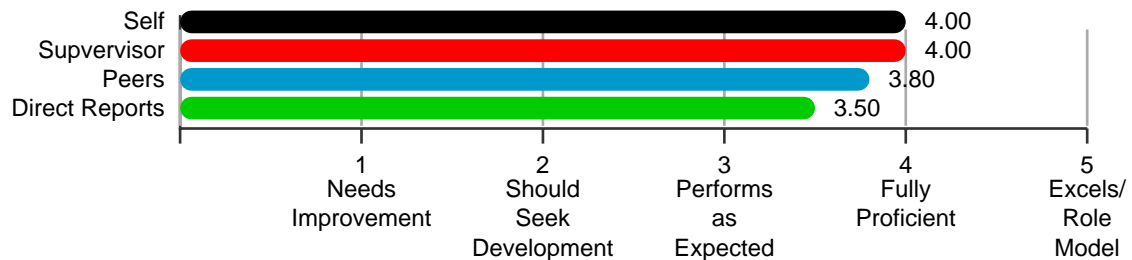 Self 4.00
Supvervisor 4.00
Peers 3.80
Direct Reports 3.50
1 2 3 4 5
Needs Should Performs Fully Excels/
Improvement Seek as Proficient Role
Development Expected Model